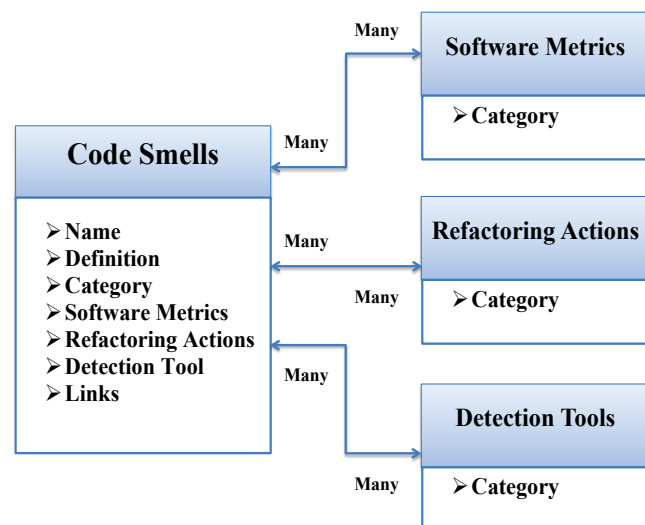 Many
Software Metrics
➢Category
Many
Code Smells
➢Name
➢Definition
➢Category
➢Software Metrics
➢Refactoring Actions
➢Detection Tool
➢Links
Many
Many
Refactoring Actions
➢Category
Many
Many
Detection Tools
➢Category